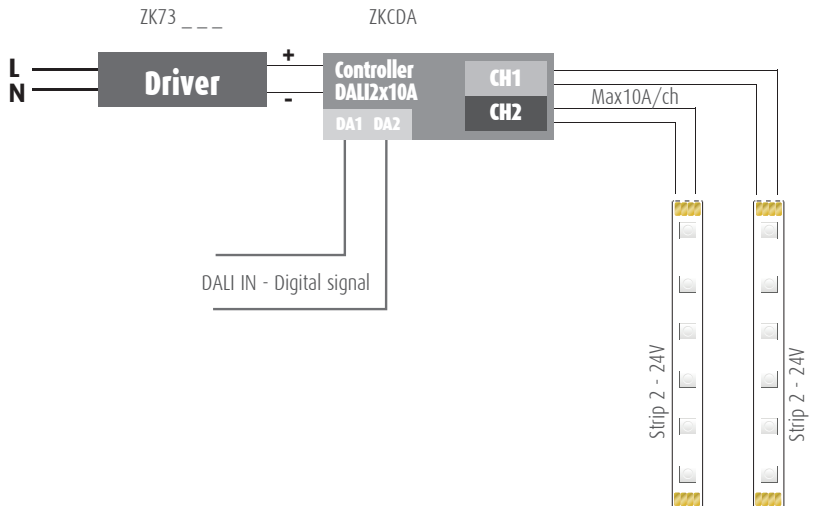 ZK73 _ _ _
ZKCDA
L
N
Driver
+
-
Controller
DALI2x10A
DA1 DA2
CH1
CH2
Max10A/ch
DALI IN - Digital signal
Strip 2 - 24V
Strip 2 - 24V